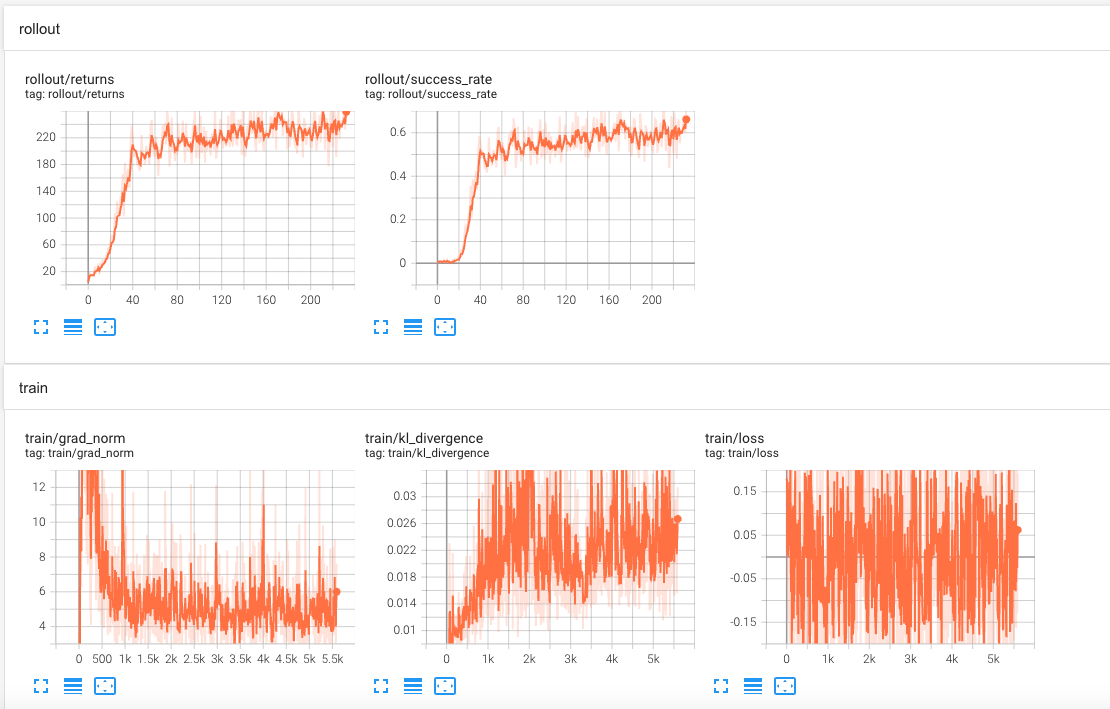 rollout
rollout/returns
tag: rollout/returns
220
180
140
100
60
20
0 40 80 120 160 200
rollout/success_rate
tag: rollout/success_rate
0.6
0.4
0.2
0
0 40 80 120 160 200
train
train/grad_norm
tag: train/grad_norm
12
10
8
6
4
0 500 1k 1.5k 2k 2.5k 3k 3.5k 4k 4.5k 5k 5.5k
train/kl_divergence
tag: train/kl_divergence
0.03
0.026
0.022
0.018
0.014
0.01
0 1k 2k 3k 4k 5k
train/loss
tag: train/loss
0.15
0.05
-0.05
-0.15
0 1k 2k 3k 4k 5k